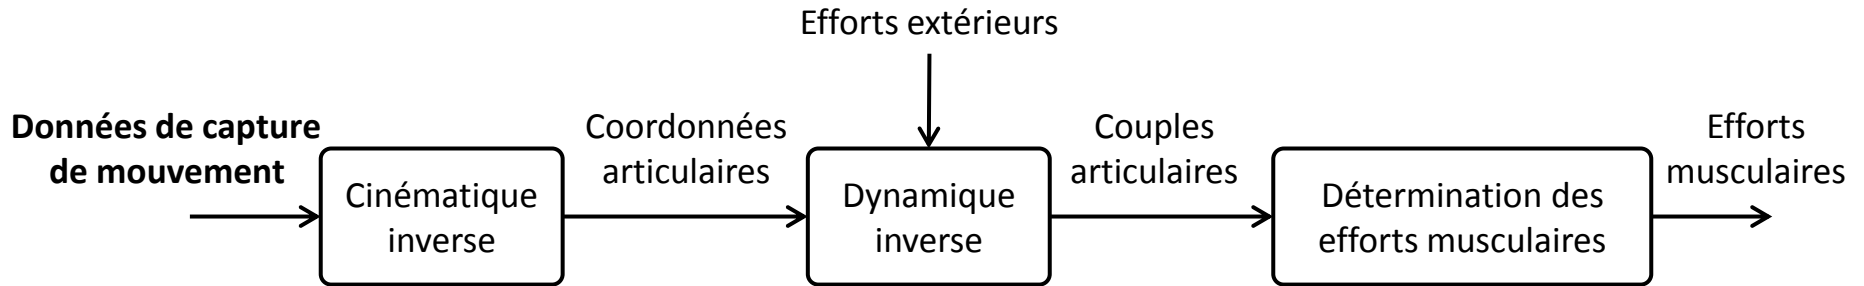 Efforts extérieurs
Données de capture
de mouvement
Cinématique
inverse
Coordonnées
articulaires
Dynamique
inverse
Couples
articulaires
Détermination des
efforts musculaires
Efforts
musculaires